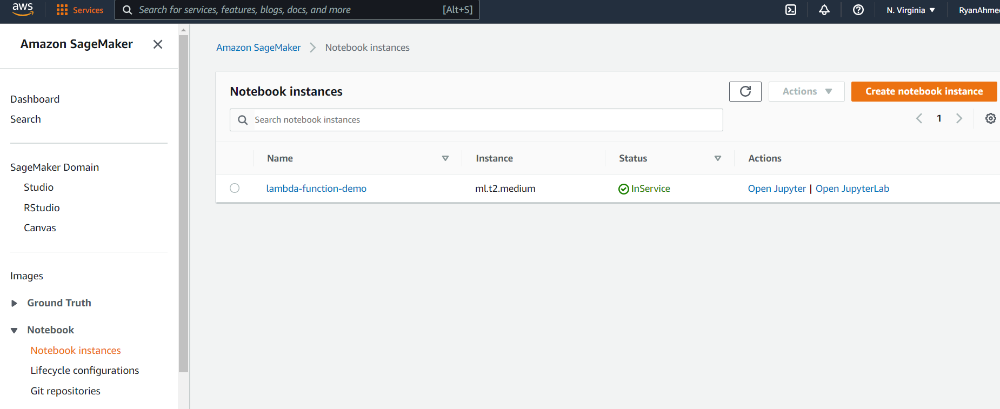 aws Services Search for services, features, blogs, docs, and more [Alt+S] N. Virginia
Amazon SageMaker
Dashboard
Search
SageMaker Domain
Studio
RStudio
Canvas
Images
Ground Truth
Notebook
Notebook instances
Lifecycle configurations
Git repositories
Amazon SageMaker Notebook instances
Notebook instances Actions Create notebook instance
Search notebook instances 1
Name Instance Status Actions
lambda-function-demo ml.t2.medium InService Open Jupyter | Open JupyterLab